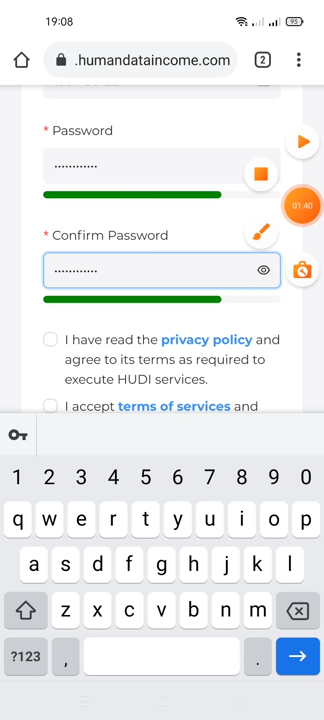 19:08
95
.humandataincome.com
2
* Password
············
01:40
* Confirm Password
············
I have read the privacy policy and
agree to its terms as required to
execute HUDI services.
I accept terms of services and
1 2 3 4 5 6 7 8 9 0
q w e r t y u i o p
a s d f g h j k l
z x c v b n m
?123 , .